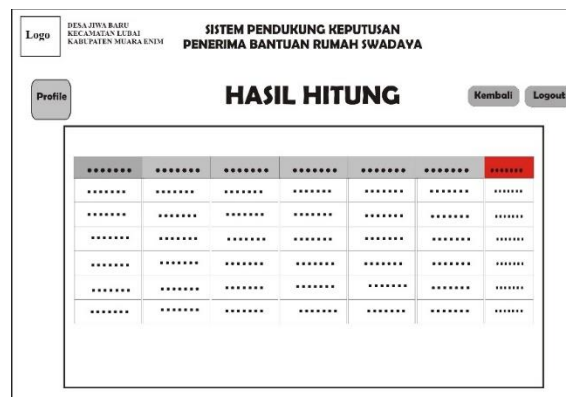 Logo
DESA JIWA BARU
KECAMATAN LUBAI
KABUPATEN MUARA ENIM
SISTEM PENDUKUNG KEPUTUSAN
PENERIMA BANTUAN RUMAH SWADAYA
Profile
HASIL HITUNG
Kembali
Logout